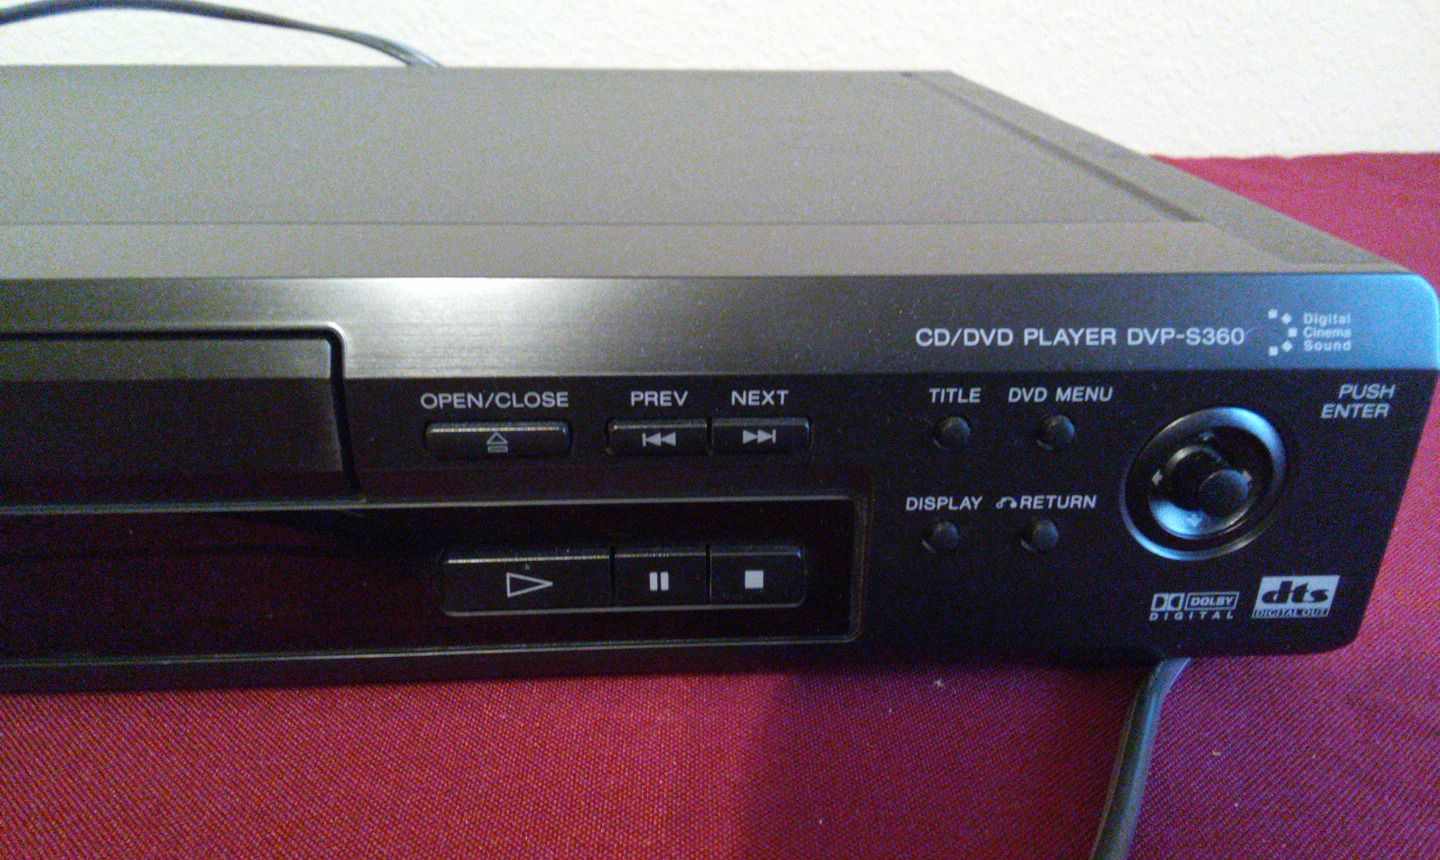 CD/DVD PLAYER DVP-S360
Digital
Cinema
Sound
OPEN/CLOSE
PREV
NEXT
TITLE
DVD MENU
PUSH
ENTER
DISPLAY
RETURN
DOLBY
DIGITAL
dts
DIGITAL OUT